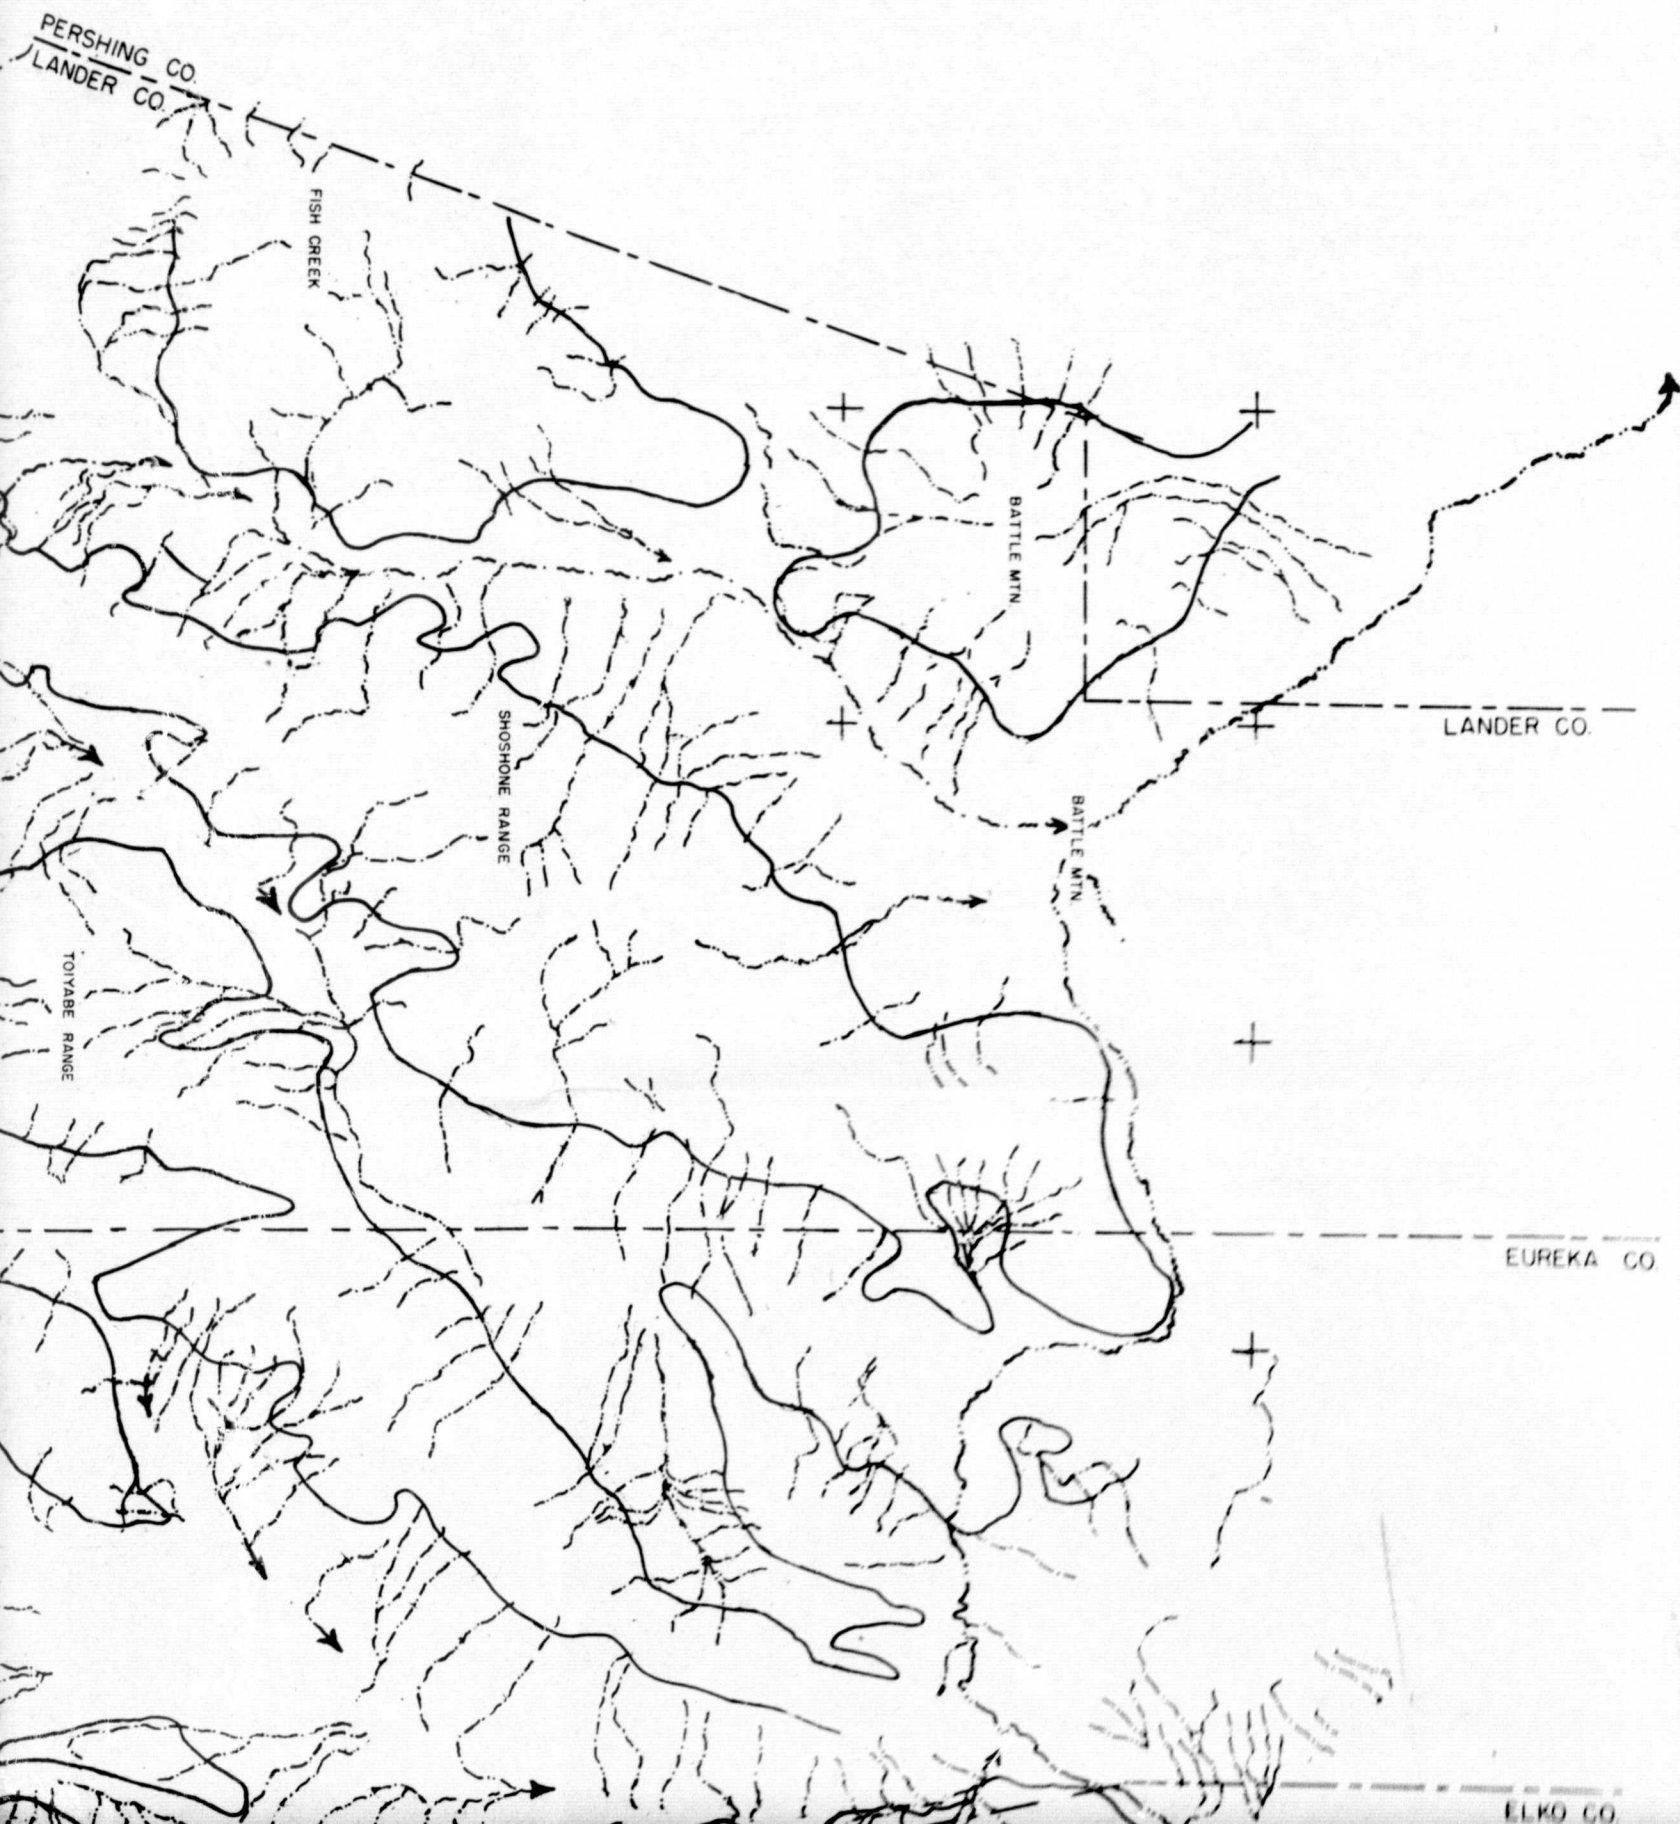 PERSHING CO.
LANDER CO.
FISH CREEK
BATTLE MTN
LANDER CO.
SHOSHONE RANGE
BATTLE MTN.
TOIYABE RANGE
EUREKA CO.
ELKO CO.